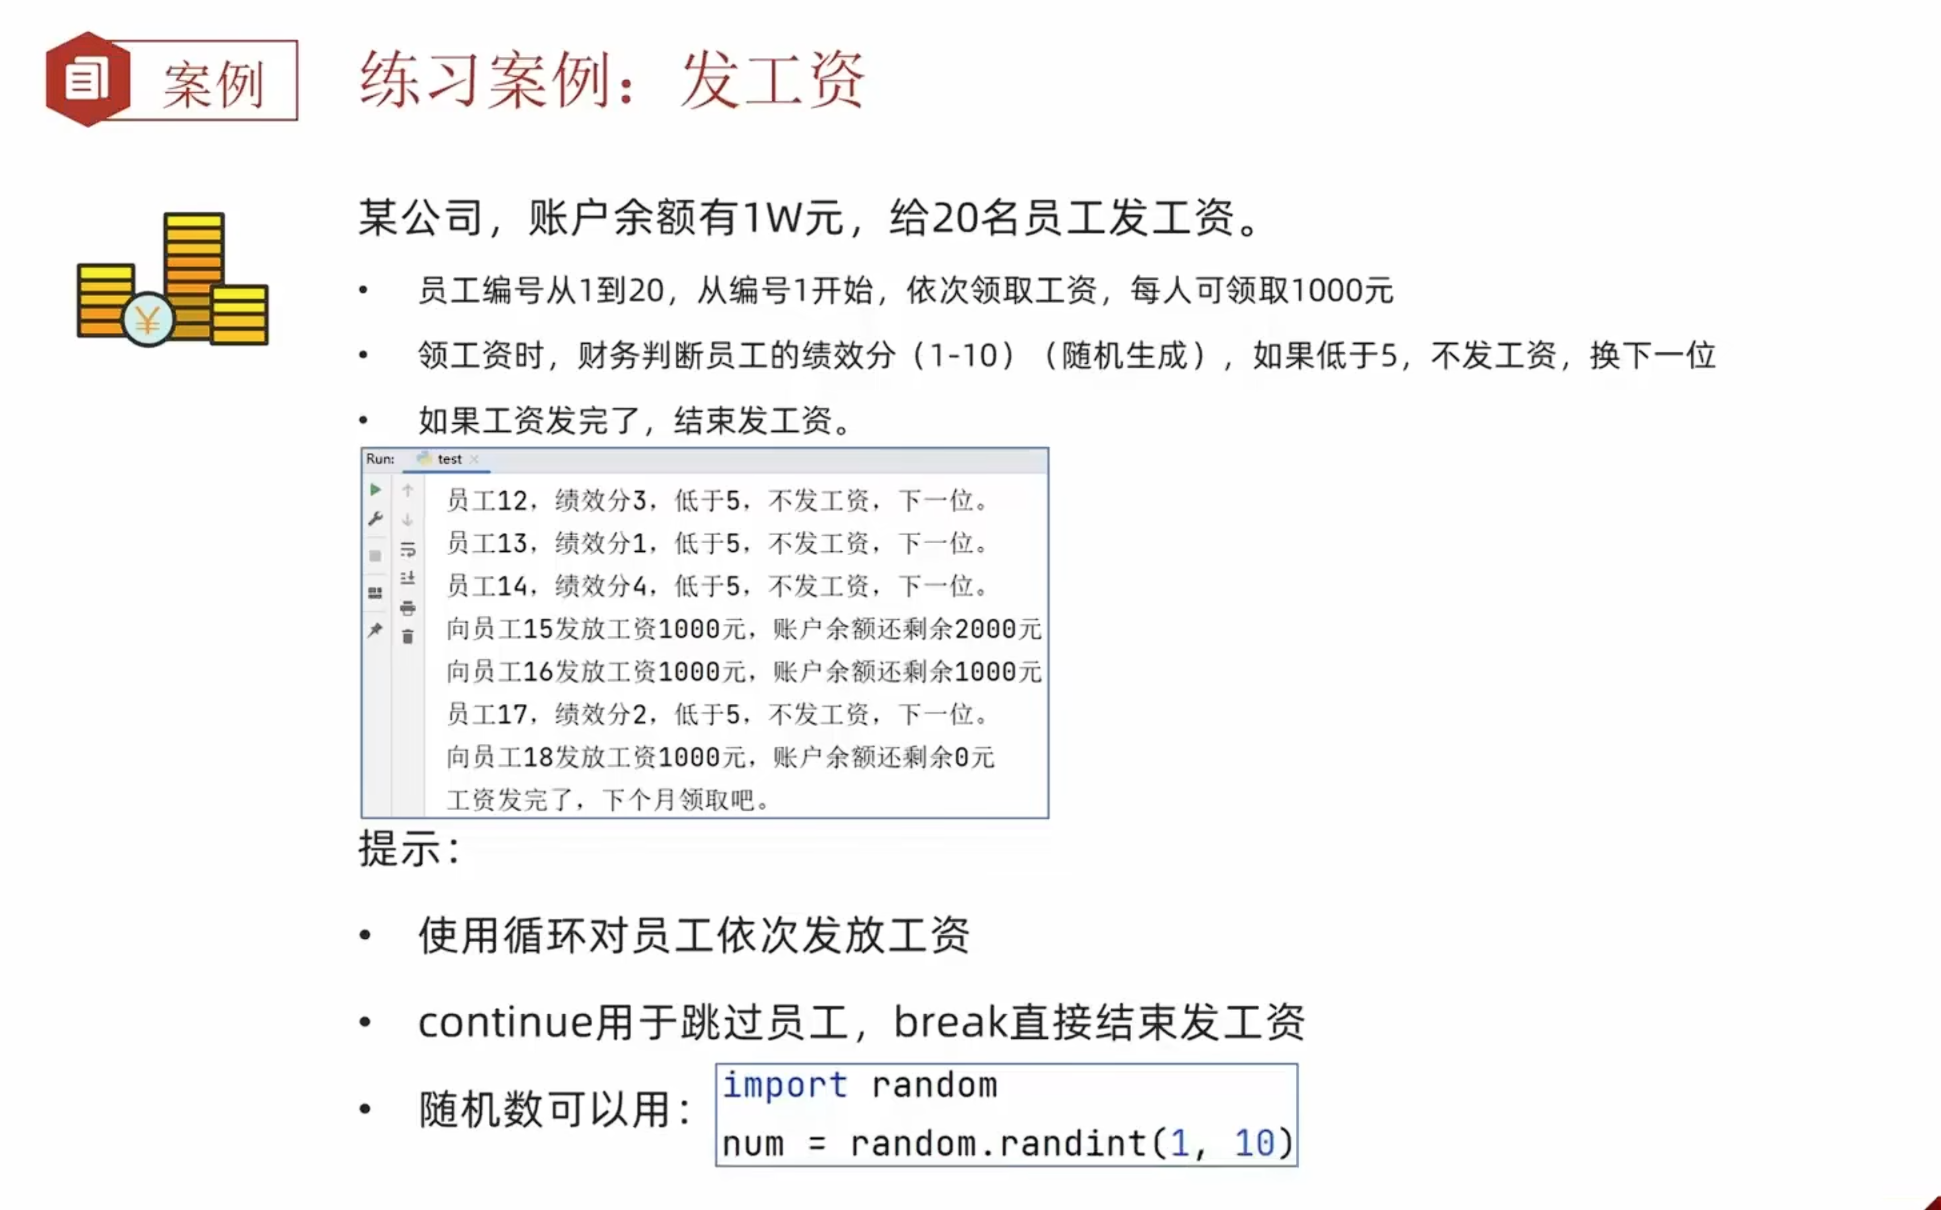 案例
练习案例：发工资
某公司，账户余额有1W元，给20名员工发工资。
• 员工编号从1到20，从编号1开始，依次领取工资，每人可领取1000元
• 领工资时，财务判断员工的绩效分（1-10）（随机生成），如果低于5，不发工资，换下一位
• 如果工资发完了，结束发工资。
Run: test
员工12，绩效分3，低于5，不发工资，下一位。
员工13，绩效分1，低于5，不发工资，下一位。
员工14，绩效分4，低于5，不发工资，下一位。
向员工15发放工资1000元，账户余额还剩余2000元
向员工16发放工资1000元，账户余额还剩余1000元
员工17，绩效分2，低于5，不发工资，下一位。
向员工18发放工资1000元，账户余额还剩余0元
工资发完了，下个月领取吧。
提示：
• 使用循环对员工依次发放工资
• continue用于跳过员工，break直接结束发工资
• 随机数可以用：
import random
num = random.randint(1, 10)
¥